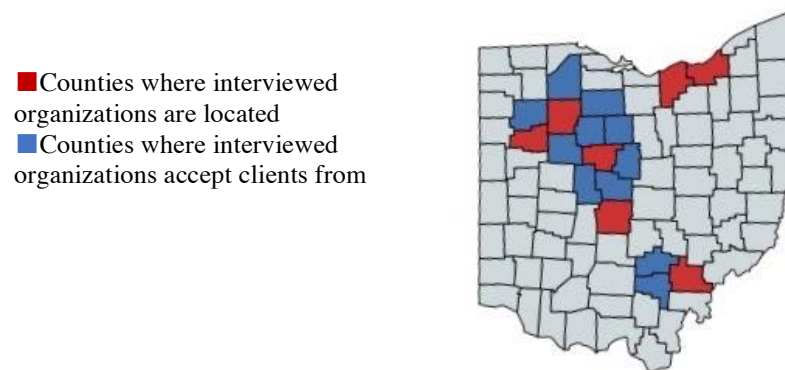 Counties where interviewed
organizations are located
Counties where interviewed
organizations accept clients from